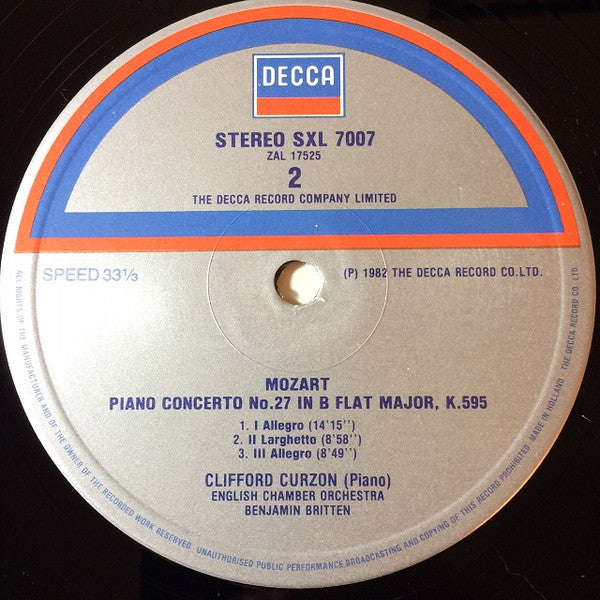 DECCA
STEREO SXL 7007
ZAL 17525
2
THE DECCA RECORD COMPANY LIMITED
SPEED 33⅓
(P) 1982 THE DECCA RECORD CO. LTD.
MOZART
PIANO CONCERTO No.27 IN B FLAT MAJOR, K.595
1. I Allegro (14'15'')
2. II Larghetto (8'58'')
3. III Allegro (8'49'')
CLIFFORD CURZON (Piano)
ENGLISH CHAMBER ORCHESTRA
BENJAMIN BRITTEN
ALL RIGHTS OF THE MANUFACTURER AND OF THE OWNER OF THE RECORDED WORK RESERVED. UNAUTHORISED PUBLIC PERFORMANCE BROADCASTING AND COPYING OF THIS RECORD PROHIBITED. MADE IN HOLLAND. THE DECCA RECORD CO. LTD.